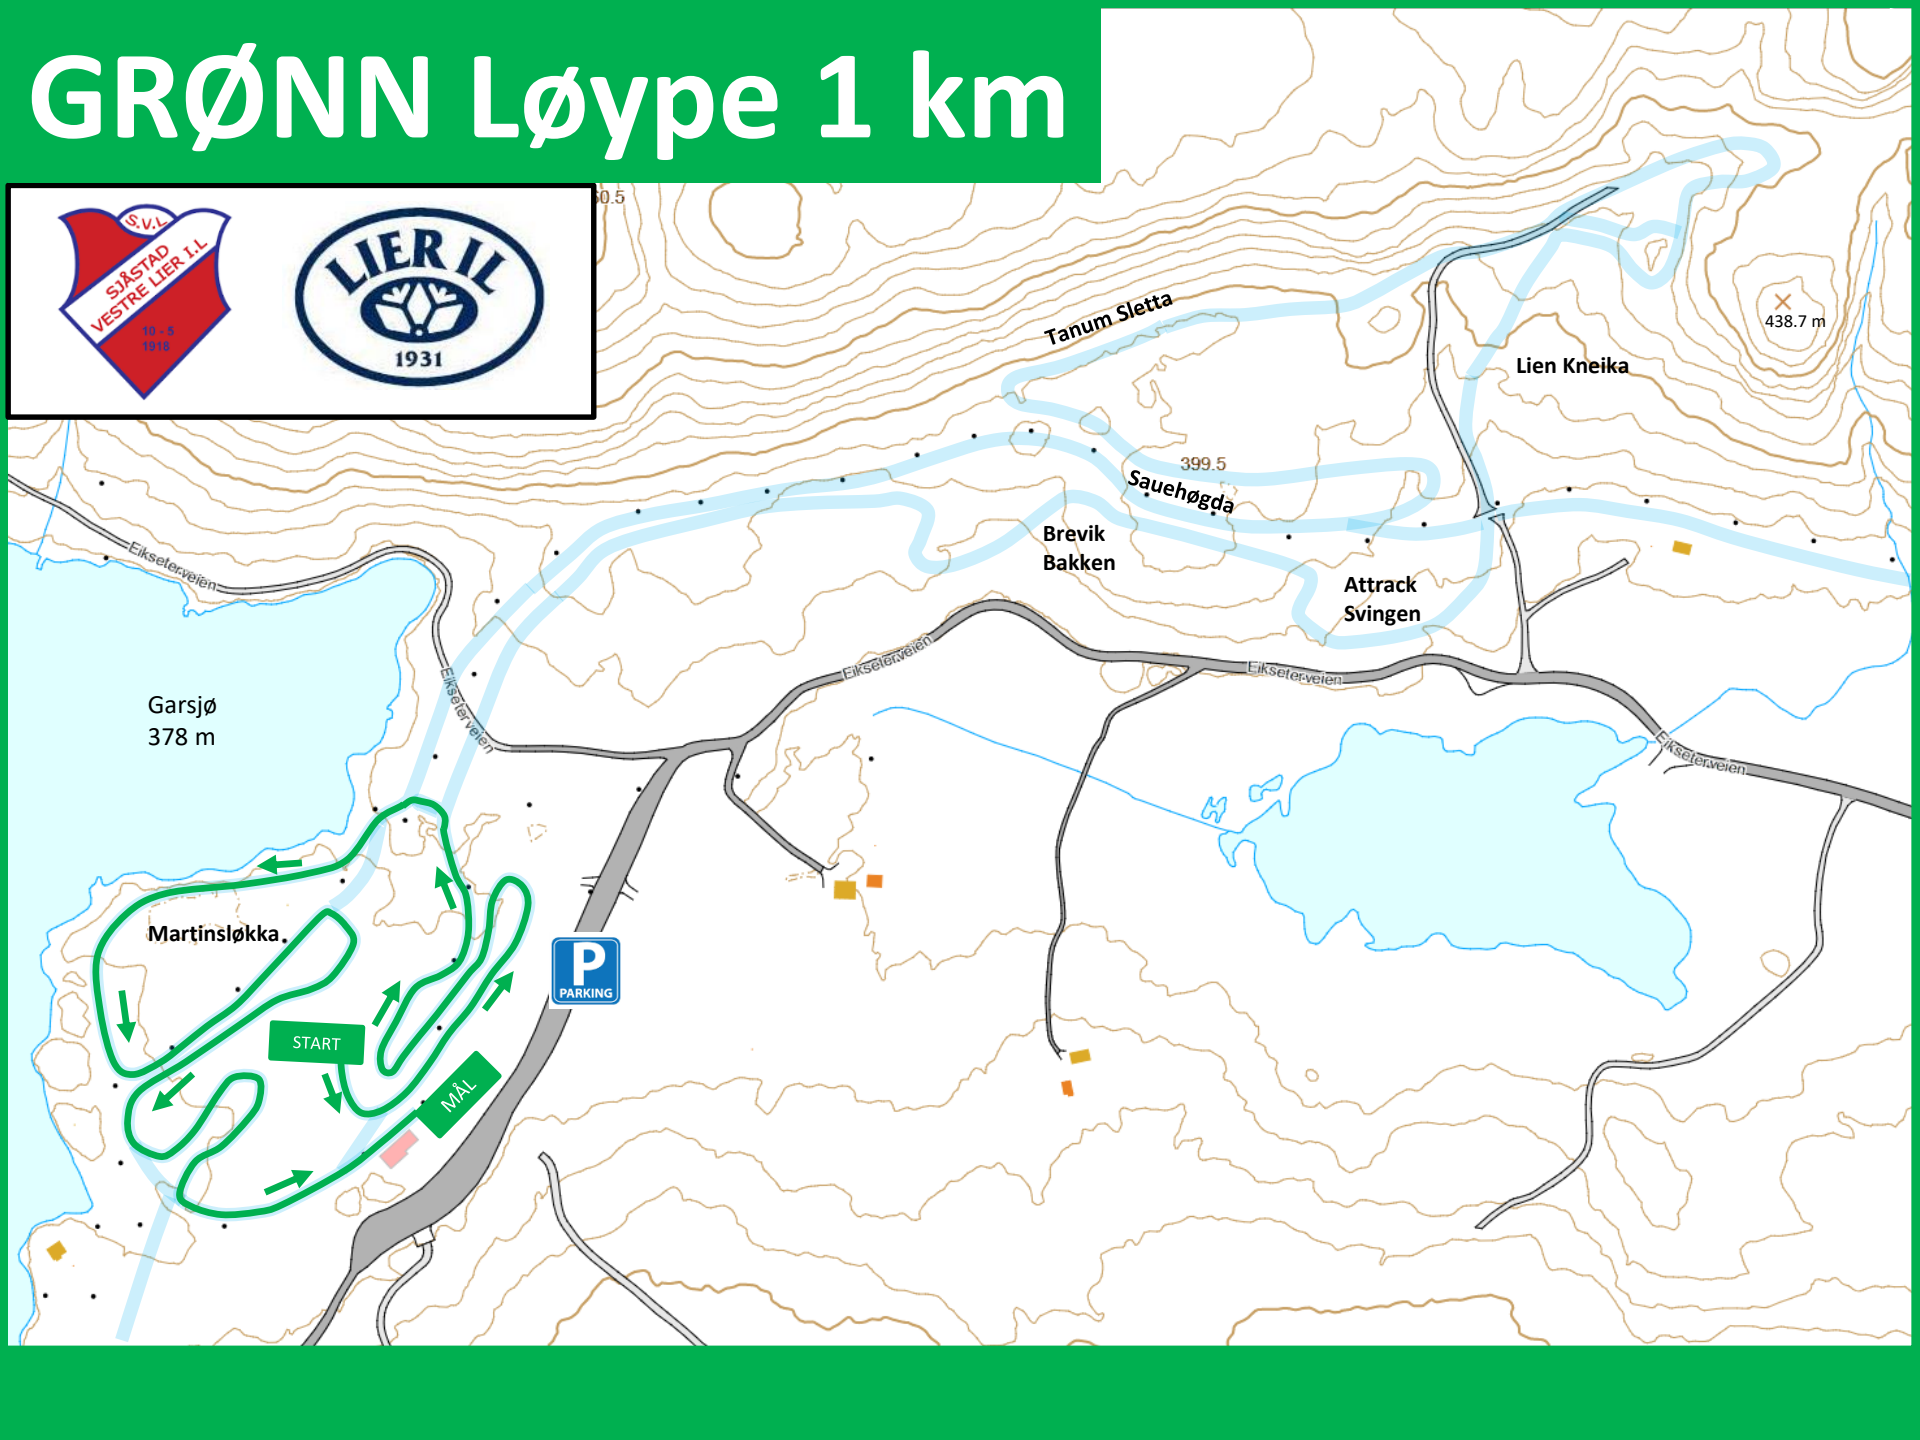 GRØNN Løype 1 km
S.V.L
SJÅSTAD
VESTRE LIER I.L
10 - 5
1918
LIER IL
1931
Tanum Sletta
438.7 m
Lien Kneika
399.5
Sauehøgda
Brevik
Bakken
Attrack
Svingen
Eikseterveien
Eikseterveien
Eikseterveien
Eikseterveien
Eikseterveien
Garsjø
378 m
Martinsløkka
P
PARKING
START
MÅL